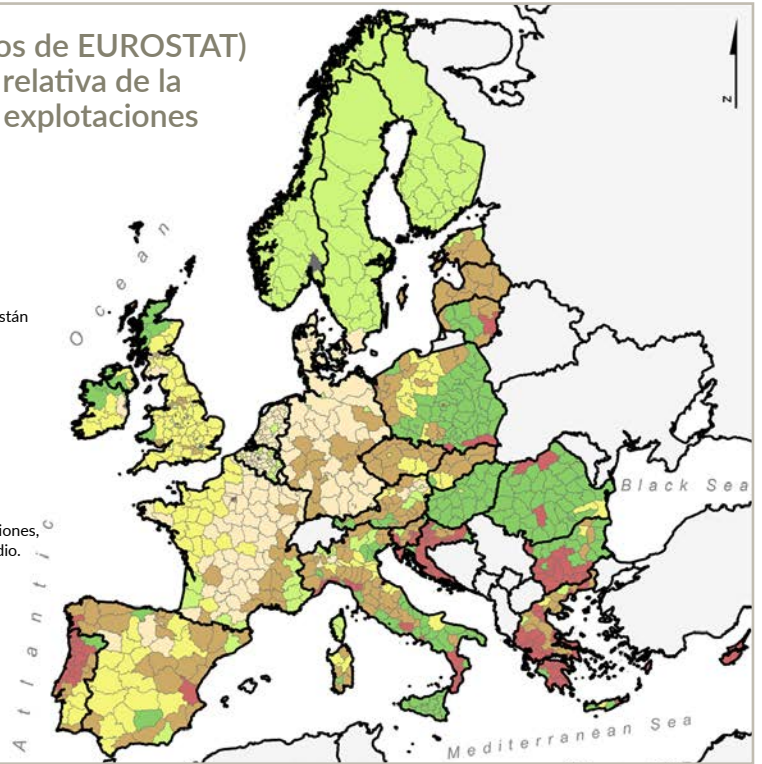 os de EUROSTAT)
relativa de la
explotaciones
N
Ocean
stán
Black Sea
iones,
dio.
Atlantic
Mediterranean Sea